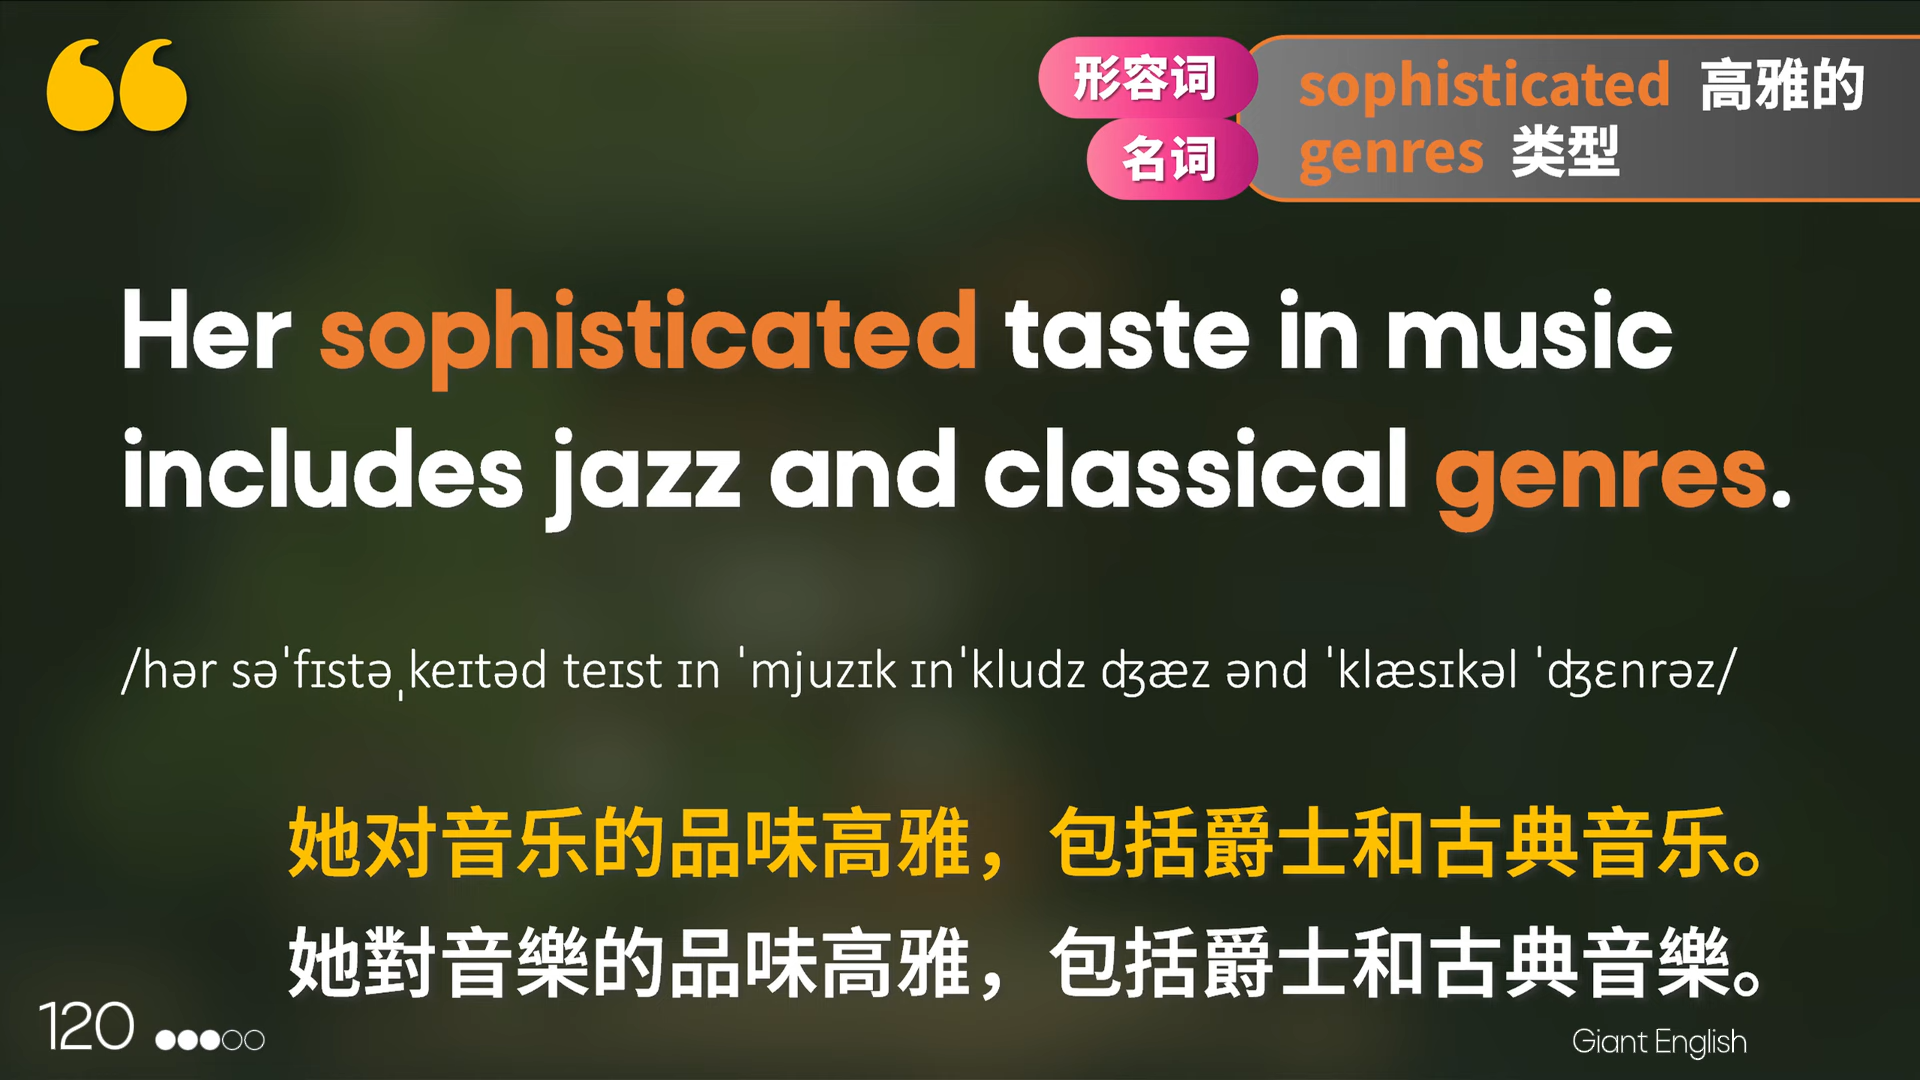 形容词 sophisticated 高雅的
名词 genres 类型
Her sophisticated taste in music
includes jazz and classical genres.
/hər səˈfɪstəˌkeɪtəd teɪst ɪn ˈmjuzɪk ɪnˈkludz ʤæz ənd ˈklæsɪkəl ˈʤɛnrəz/
她对音乐的品味高雅，包括爵士和古典音乐。
她對音樂的品味高雅，包括爵士和古典音樂。
120
Giant English